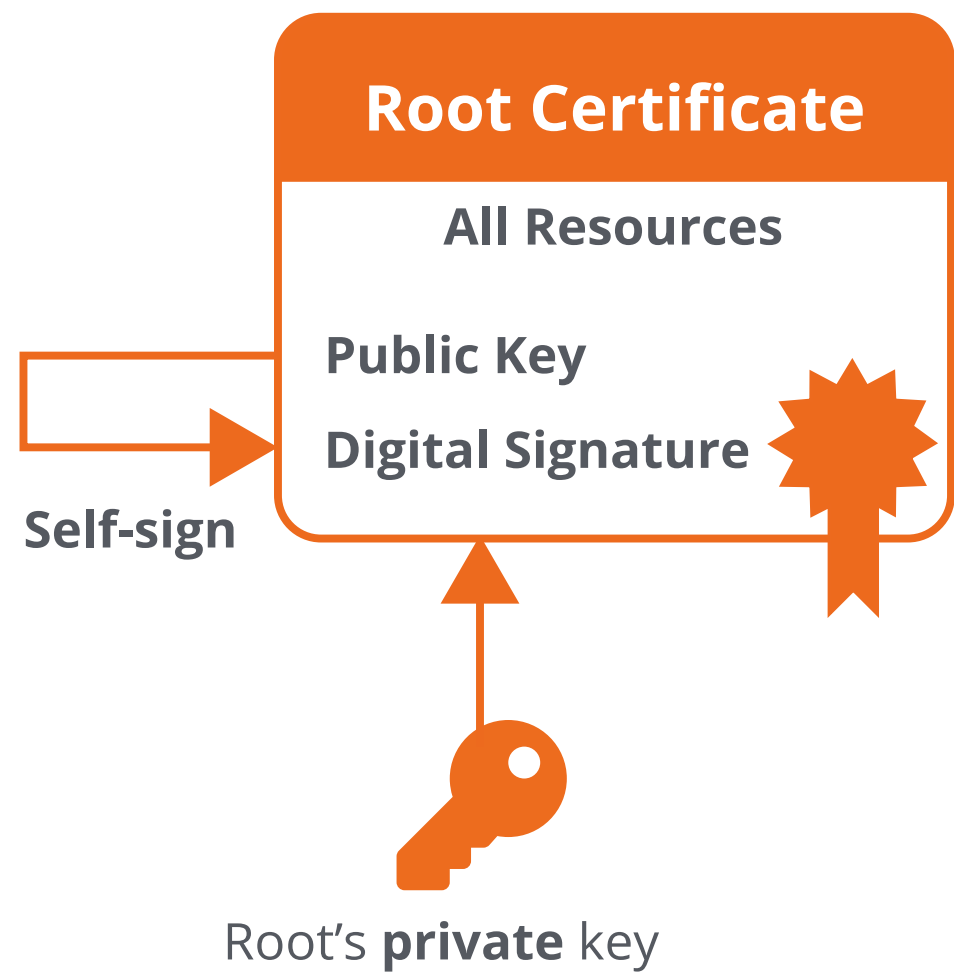 Root Certificate
All Resources
Public Key
Digital Signature
Self-sign
Root’s private key